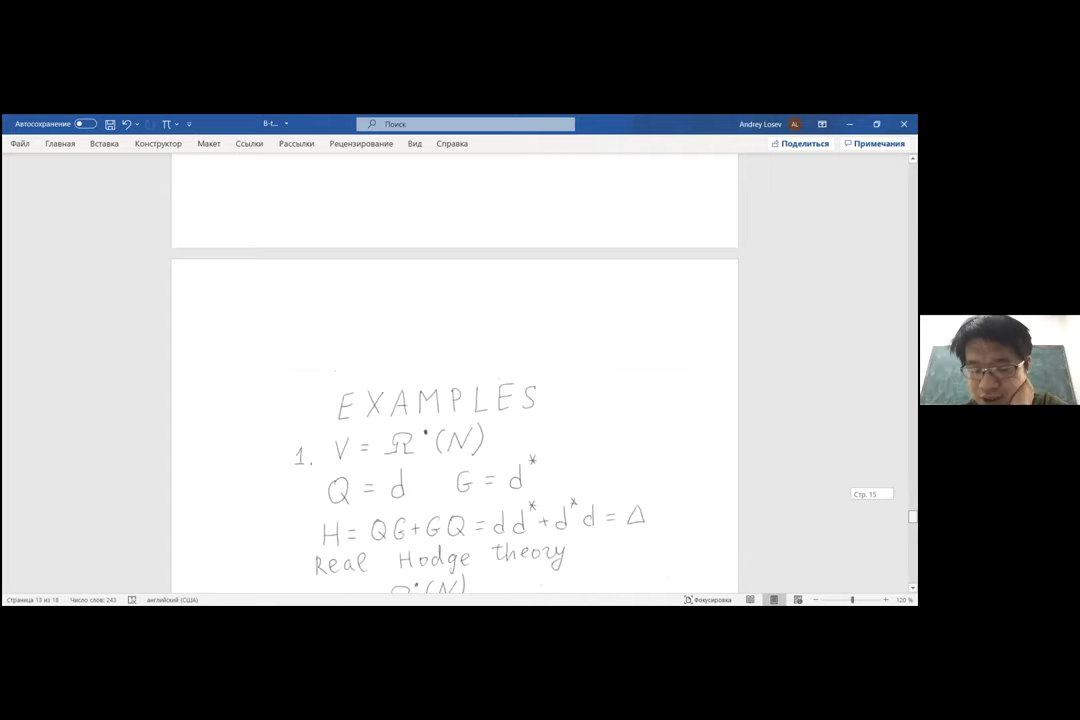 Автосохранение
B-t...
Поиск
Andrey Losev
AL
Файл Главная Вставка Конструктор Макет Ссылки Рассылки Рецензирование Вид Справка Поделиться Примечания
EXAMPLES
1. V = Ω˙(N)
Q = d G = d*
H = QG+GQ = dd*+d*d = Δ
Real Hodge theory
Ω˙(N)
Стр. 15
Страница 13 из 18 Число слов: 243 английский (США) Фокусировка 120 %